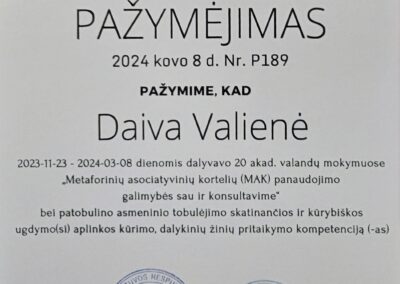 PAŽYMĖJIMAS
2024 kovo 8 d. Nr. P189
PAŽYMIME, KAD
Daiva Valienė
2023-11-23 - 2024-03-08 dienomis dalyvavo 20 akad. valandų mokymuose
„Metaforinių asociatyvinių kortelių (MAK) panaudojimo
galimybės sau ir konsultavime“
bei patobulino asmeninio tobulėjimo skatinančios ir kūrybiškos
ugdymo(si) aplinkos kūrimo, dalykinių žinių pritaikymo kompetenciją (-as)